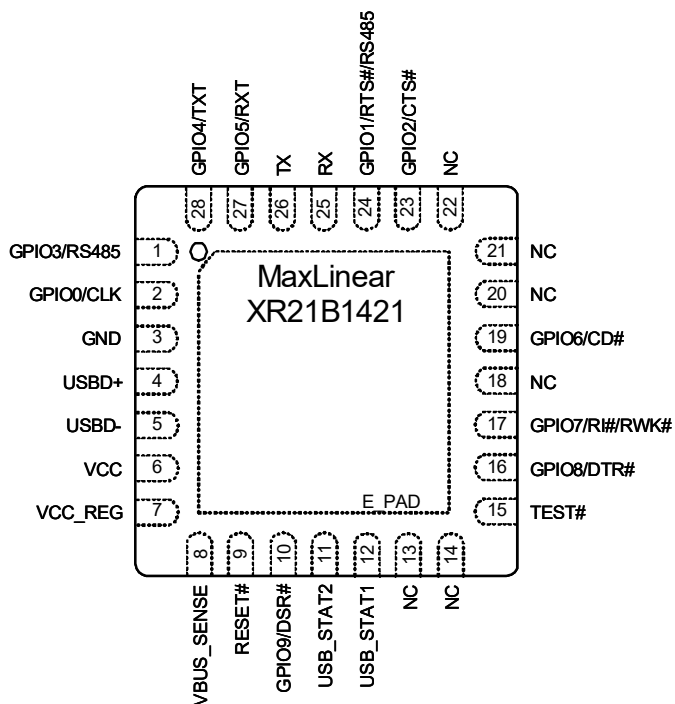 GPIO4/TXT
GPIO5/RXT
TX
RX
GPIO1/RTS#/RS485
GPIO2/CTS#
NC
28
27
26
25
24
23
22
GPIO3/RS485 1
GPIO0/CLK 2
GND 3
USBD+ 4
USBD- 5
VCC 6
VCC_REG 7
MaxLinear
XR21B1421
E_PAD
21 NC
20 NC
19 GPIO6/CD#
18 NC
17 GPIO7/RI#/RWK#
16 GPIO8/DTR#
15 TEST#
8
9
10
11
12
13
14
VBUS_SENSE
RESET#
GPIO9/DSR#
USB_STAT2
USB_STAT1
NC
NC